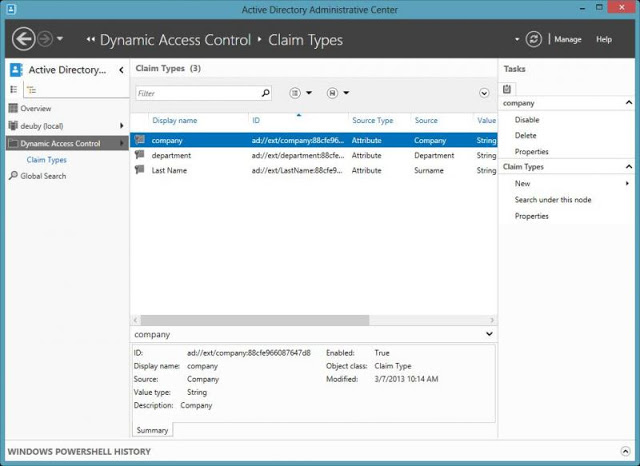 Active Directory Administrative Center
Dynamic Access Control • Claim Types
Manage
Help
Active Directory...
Overview
deuby (local)
Dynamic Access Control
Claim Types
Global Search
Claim Types (3)
Filter
Display name ID Source Type Source Value
company ad://ext/company:88cfe96... Attribute Company String
department ad://ext/department:88cfe... Attribute Department String
Last Name ad://ext/LastName:88cfe9... Attribute Surname String
company
ID: ad://ext/company:88cfe966087647d8 Enabled: True
Display name: company Object class: Claim Type
Source: Company Modified: 3/7/2013 10:14 AM
Value type: String
Description: Company
Summary
Tasks
company
Disable
Delete
Properties
Claim Types
New
Search under this node
Properties
WINDOWS POWERSHELL HISTORY